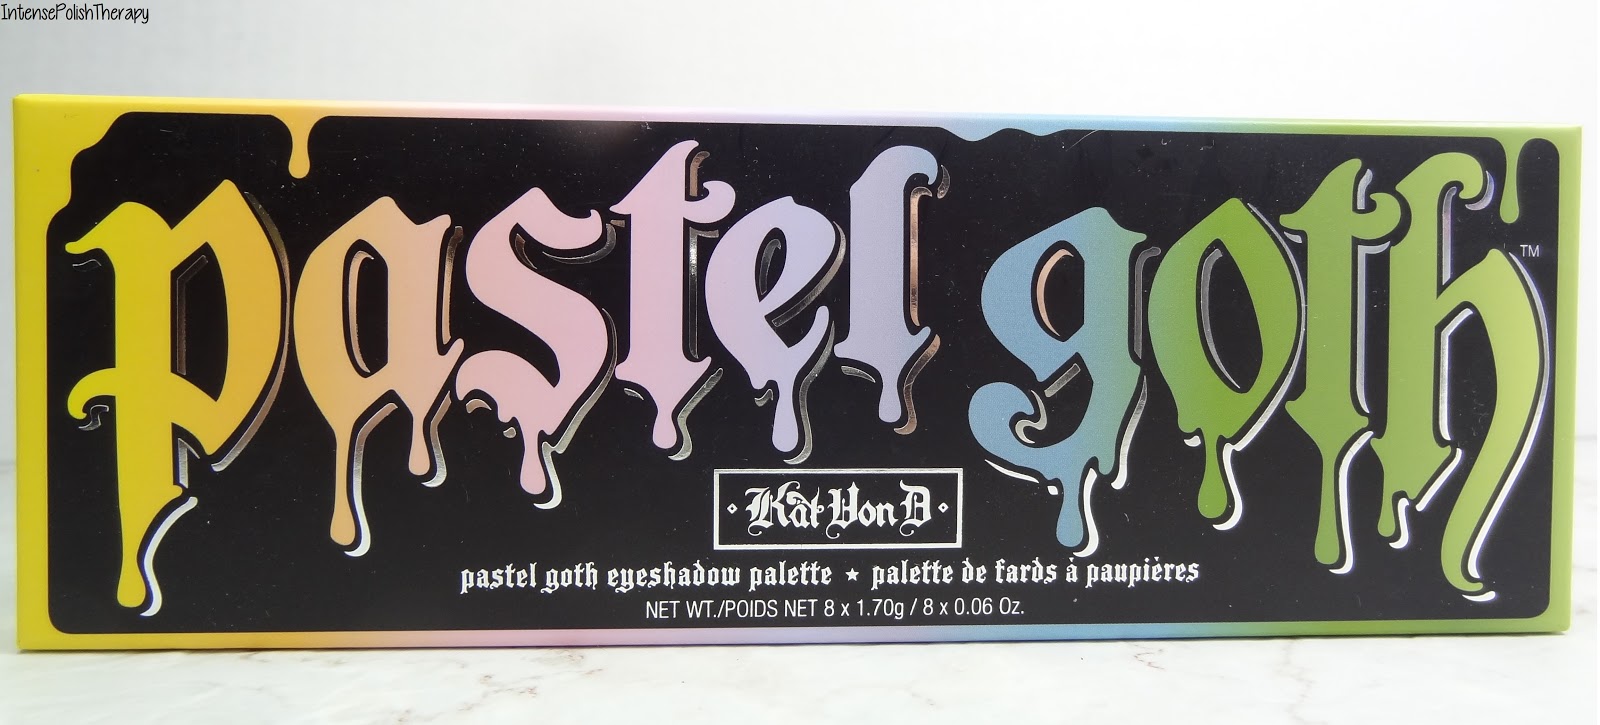 IntensePolishTherapy
pastel goth™
Kat Von D
pastel goth eyeshadow palette ★ palette de fards à paupières
NET WT./POIDS NET 8 x 1.70g / 8 x 0.06 Oz.